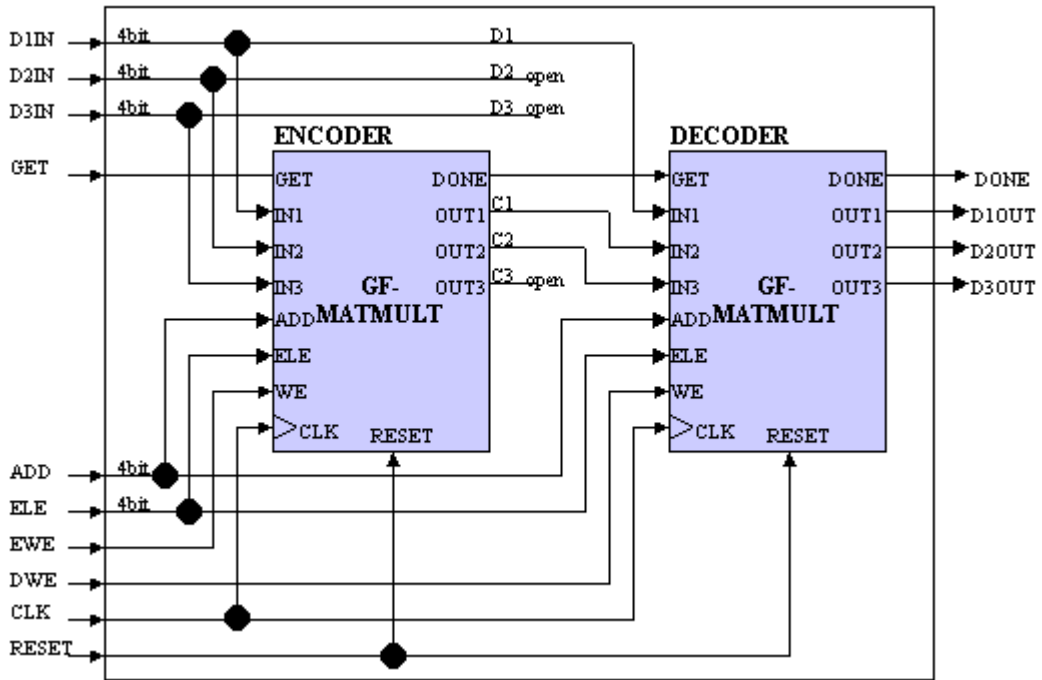 D1IN 4bit D1
D2IN 4bit D2 open
D3IN 4bit D3 open
ENCODER DECODER
GET GET DONE GET DONE DONE
IN1 OUT1 C1 IN1 OUT1 D1OUT
IN2 OUT2 C2 IN2 OUT2 D2OUT
IN3 GF- OUT3 C3 open IN3 GF- OUT3 D3OUT
ADD MATMULT ADD MATMULT
ELE ELE
WE WE
CLK RESET CLK RESET
ADD 4bit
ELE 4bit
EWE
DWE
CLK
RESET